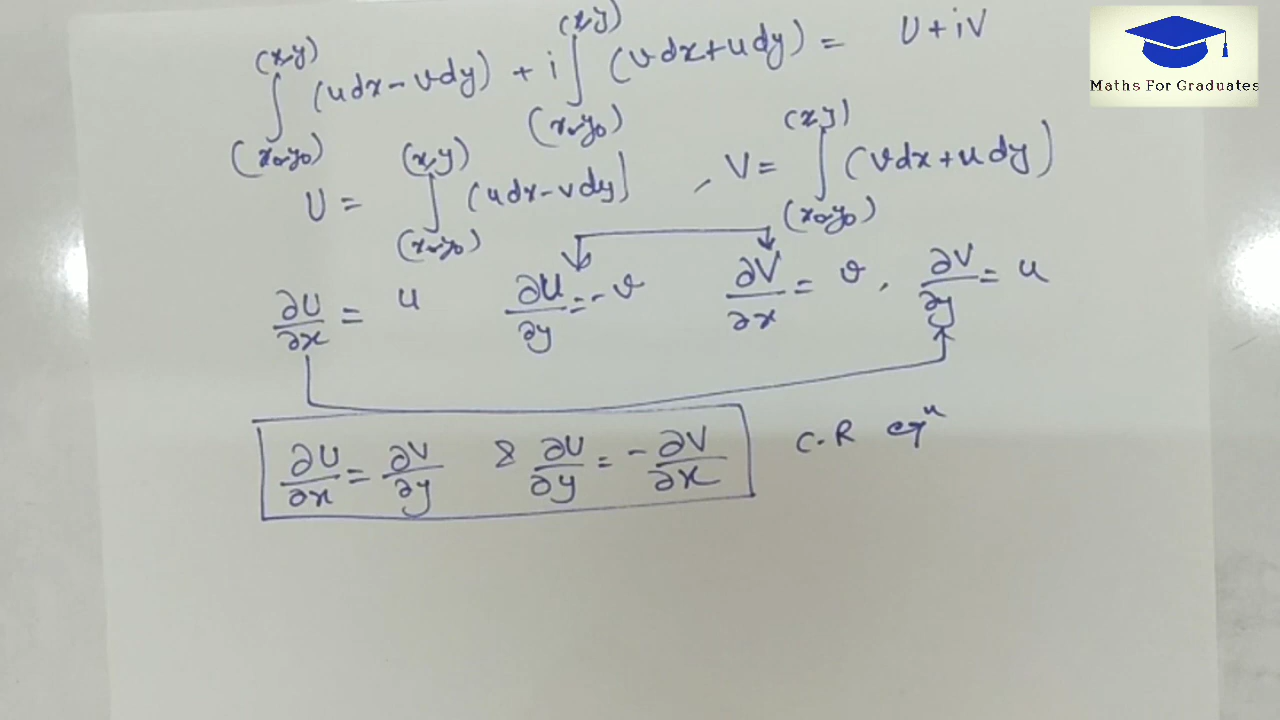 ∫_{(x₀,y₀)}^{(x,y)} (udx-vdy) + i ∫_{(x₀,y₀)}^{(x,y)} (vdx+udy) = U+iV
Maths For Graduates
U = ∫_{(x₀,y₀)}^{(x,y)} (udx-vdy) , V = ∫_{(x₀,y₀)}^{(x,y)} (vdx+udy)
∂U/∂x = u ∂U/∂y = -v ∂V/∂x = v , ∂V/∂y = u
∂U/∂x = ∂V/∂y & ∂U/∂y = -∂V/∂x C.R eqⁿ